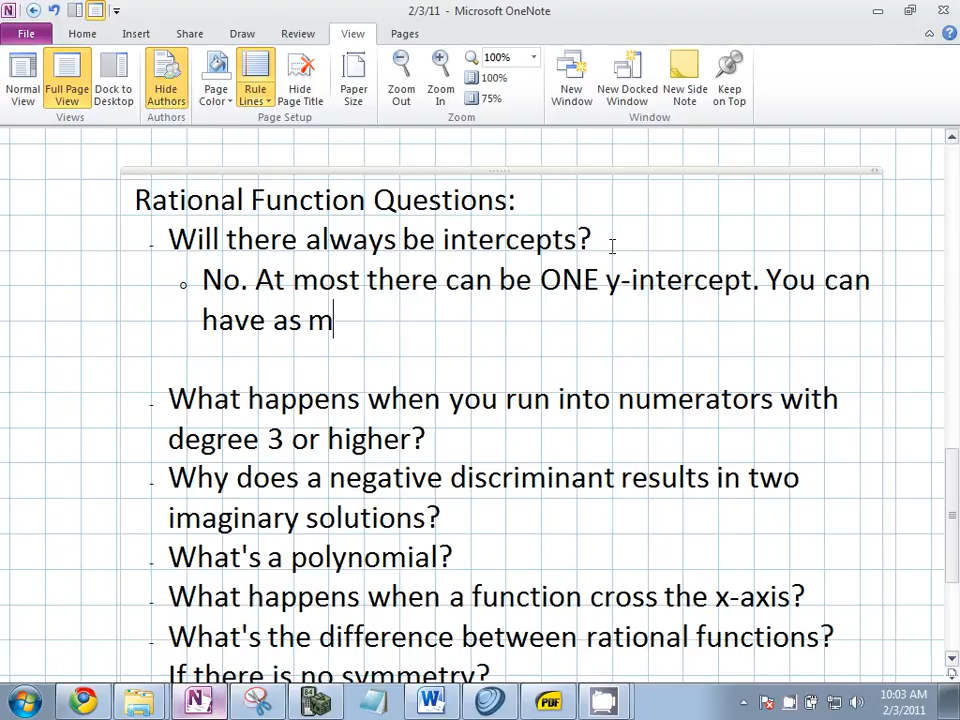 2/3/11 - Microsoft OneNote
File Home Insert Share Draw Review View Pages
Normal View
Full Page View
Dock to Desktop
Hide Authors
Page Color
Rule Lines
Hide Page Title
Paper Size
Zoom Out
Zoom In
100%
100%
75%
New Window
New Docked Window
New Side Note
Keep on Top
Views Authors Page Setup Zoom Window
Rational Function Questions:
- Will there always be intercepts?
o No. At most there can be ONE y-intercept. You can
have as m
- What happens when you run into numerators with
degree 3 or higher?
- Why does a negative discriminant results in two
imaginary solutions?
- What's a polynomial?
- What happens when a function cross the x-axis?
- What's the difference between rational functions?
If there is no symmetry?
10:03 AM
2/3/2011
PDF